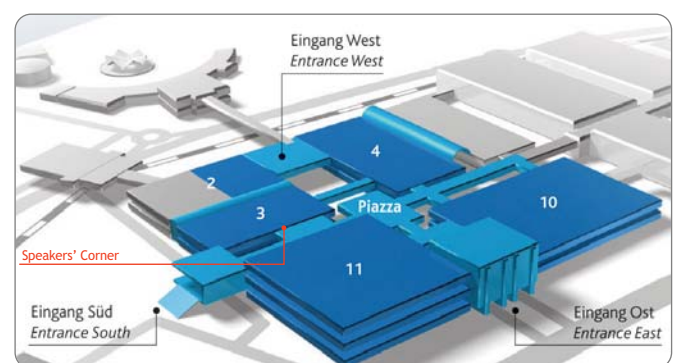 Eingang West
Entrance West
4
2
3
Piazza
10
Speakers' Corner
11
Eingang Süd
Entrance South
Eingang Ost
Entrance East